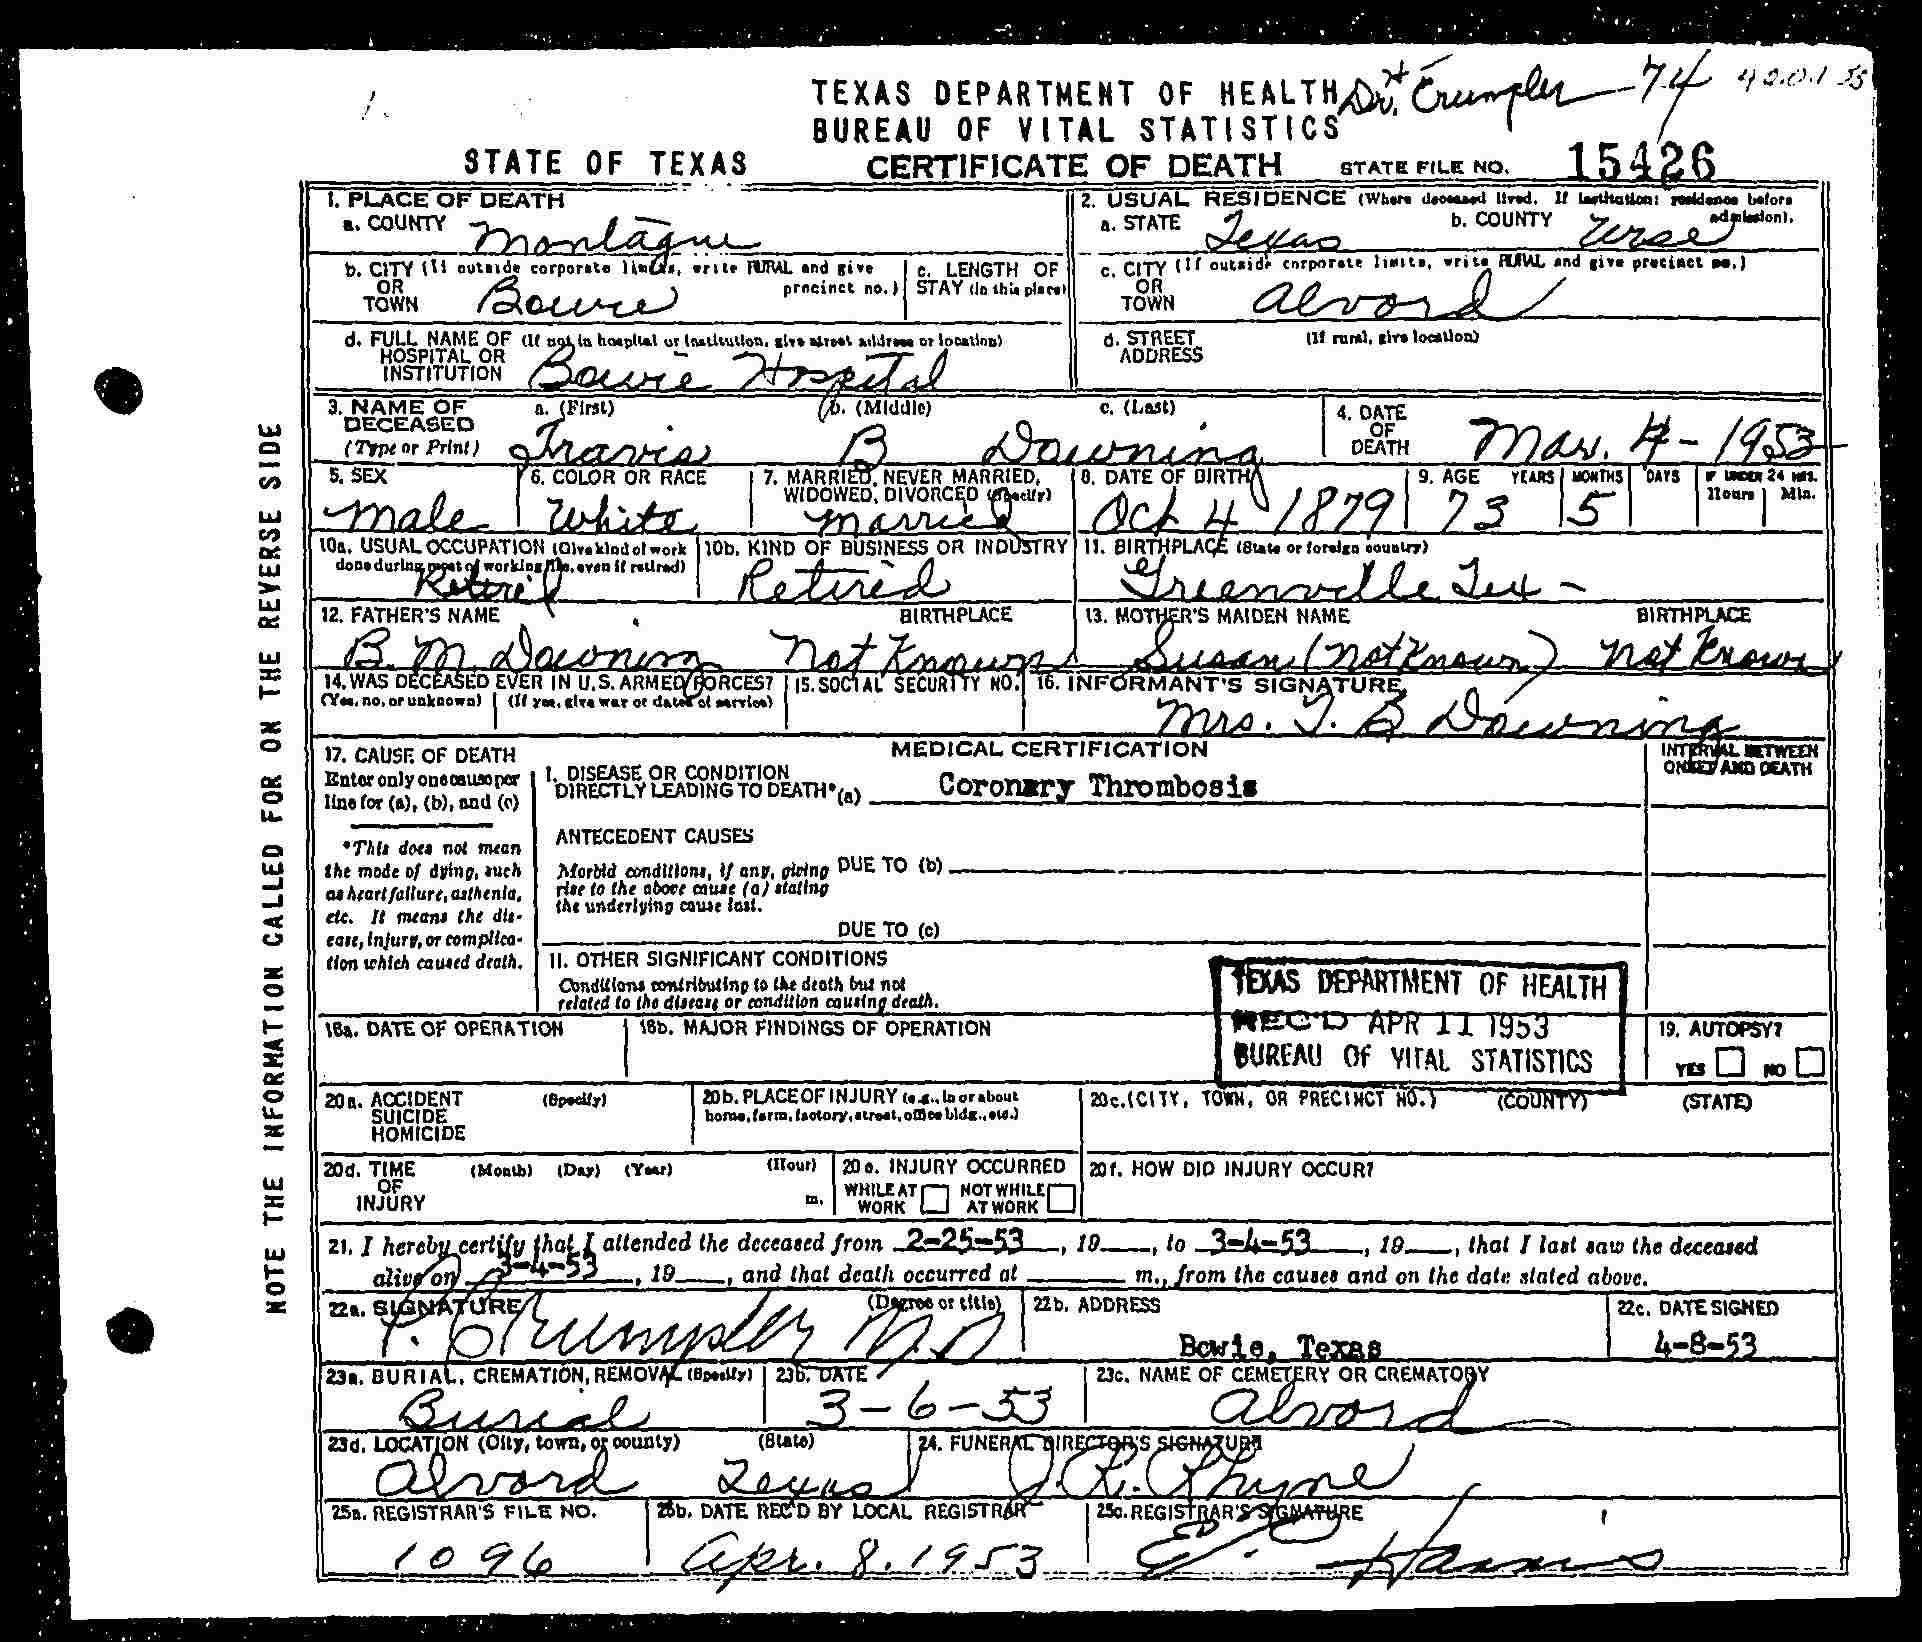 Dr. Crumpler 74
TEXAS DEPARTMENT OF HEALTH
BUREAU OF VITAL STATISTICS
STATE OF TEXAS CERTIFICATE OF DEATH STATE FILE NO. 15426
NOTE THE INFORMATION CALLED FOR ON THE REVERSE SIDE
1. PLACE OF DEATH
a. COUNTY Montague
2. USUAL RESIDENCE (Where deceased lived. If institution: residence before admission).
a. STATE Texas b. COUNTY Wise
b. CITY (If outside corporate limits, write RURAL and give precinct no.) OR TOWN Bowie
c. LENGTH OF STAY (in this place)
c. CITY (If outside corporate limits, write RURAL and give precinct no.) OR TOWN Alvord
d. FULL NAME OF (If not in hospital or institution, give street address or location) HOSPITAL OR INSTITUTION Bowie Hospital
d. STREET ADDRESS (If rural, give location)
3. NAME OF DECEASED (Type or Print) a. (First) Travis b. (Middle) B c. (Last) Downing
4. DATE OF DEATH Mar. 4 - 1953
5. SEX Male
6. COLOR OR RACE White
7. MARRIED, NEVER MARRIED, WIDOWED, DIVORCED (Specify) Married
8. DATE OF BIRTH Oct 4 1879
9. AGE YEARS 73 MONTHS 5 DAYS IF UNDER 24 HRS. Hours Min.
10a. USUAL OCCUPATION (Give kind of work done during most of working life, even if retired) Retired
10b. KIND OF BUSINESS OR INDUSTRY Retired
11. BIRTHPLACE (State or foreign country) Greenville Tex -
12. FATHER'S NAME B. M. Downing BIRTHPLACE Not Known
13. MOTHER'S MAIDEN NAME Susan (Not Known) BIRTHPLACE Not Known
14. WAS DECEASED EVER IN U.S. ARMED FORCES? (Yes, no, or unknown) (If yes, give war or dates of service)
15. SOCIAL SECURITY NO.
16. INFORMANT'S SIGNATURE Mrs. T. B Downing
17. CAUSE OF DEATH
Enter only one cause per line for (a), (b), and (c)
*This does not mean the mode of dying, such as heart failure, asthenia, etc. It means the disease, injury, or complication which caused death.
MEDICAL CERTIFICATION
INTERVAL BETWEEN ONSET AND DEATH
I. DISEASE OR CONDITION DIRECTLY LEADING TO DEATH* (a) Coronary Thrombosis
ANTECEDENT CAUSES
Morbid conditions, if any, giving rise to the above cause (a) stating the underlying cause last.
DUE TO (b)
DUE TO (c)
II. OTHER SIGNIFICANT CONDITIONS
Conditions contributing to the death but not related to the disease or condition causing death.
TEXAS DEPARTMENT OF HEALTH
REC'D APR 11 1953
BUREAU OF VITAL STATISTICS
18a. DATE OF OPERATION
18b. MAJOR FINDINGS OF OPERATION
19. AUTOPSY? YES NO
20a. ACCIDENT SUICIDE HOMICIDE (Specify)
20b. PLACE OF INJURY (e.g., in or about home, farm, factory, street, office bldg., etc.)
20c. (CITY, TOWN, OR PRECINCT NO.) (COUNTY) (STATE)
20d. TIME OF INJURY (Month) (Day) (Year) (Hour) m.
20e. INJURY OCCURRED WHILE AT WORK NOT WHILE AT WORK
20f. HOW DID INJURY OCCUR?
21. I hereby certify that I attended the deceased from 2-25-53, 19__, to 3-4-53, 19__, that I last saw the deceased
alive on 3-4-53, 19__, and that death occurred at ____ m., from the causes and on the date stated above.
22a. SIGNATURE (Degree or title) Crumpler M.D
22b. ADDRESS Bowie, Texas
22c. DATE SIGNED 4-8-53
23a. BURIAL, CREMATION, REMOVAL (Specify) Burial
23b. DATE 3-6-53
23c. NAME OF CEMETERY OR CREMATORY Alvord
23d. LOCATION (City, town, or county) (State) Alvord Texas
24. FUNERAL DIRECTOR'S SIGNATURE J. R. Rhyne
25a. REGISTRAR'S FILE NO. 1096
25b. DATE REC'D BY LOCAL REGISTRAR Apr. 8. 1953
25c. REGISTRAR'S SIGNATURE